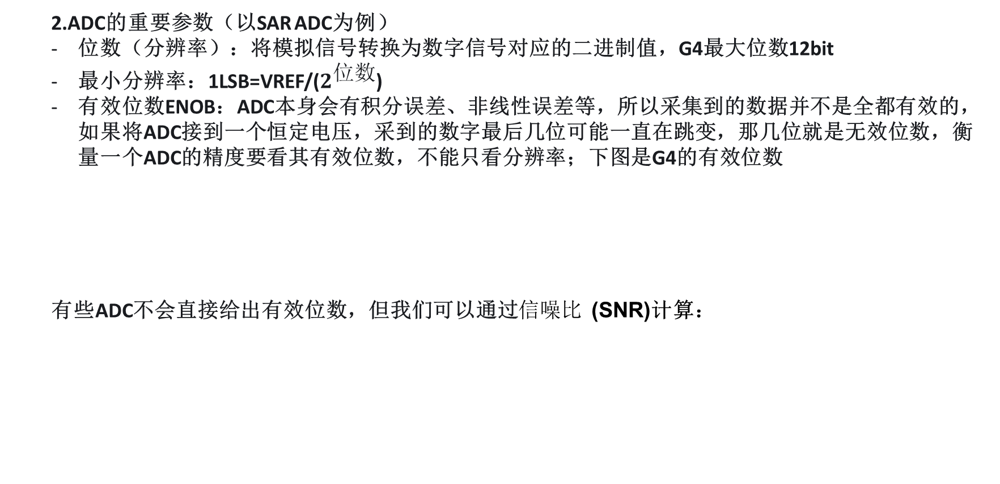 2.ADC的重要参数（以SAR ADC为例）
- 位数（分辨率）：将模拟信号转换为数字信号对应的二进制值，G4最大位数12bit
- 最小分辨率：1LSB=VREF/(2^位数)
- 有效位数ENOB：ADC本身会有积分误差、非线性误差等，所以采集到的数据并不是全都有效的，
如果将ADC接到一个恒定电压，采到的数字最后几位可能一直在跳变，那几位就是无效位数，衡
量一个ADC的精度要看其有效位数，不能只看分辨率；下图是G4的有效位数
有些ADC不会直接给出有效位数，但我们可以通过信噪比 (SNR)计算：